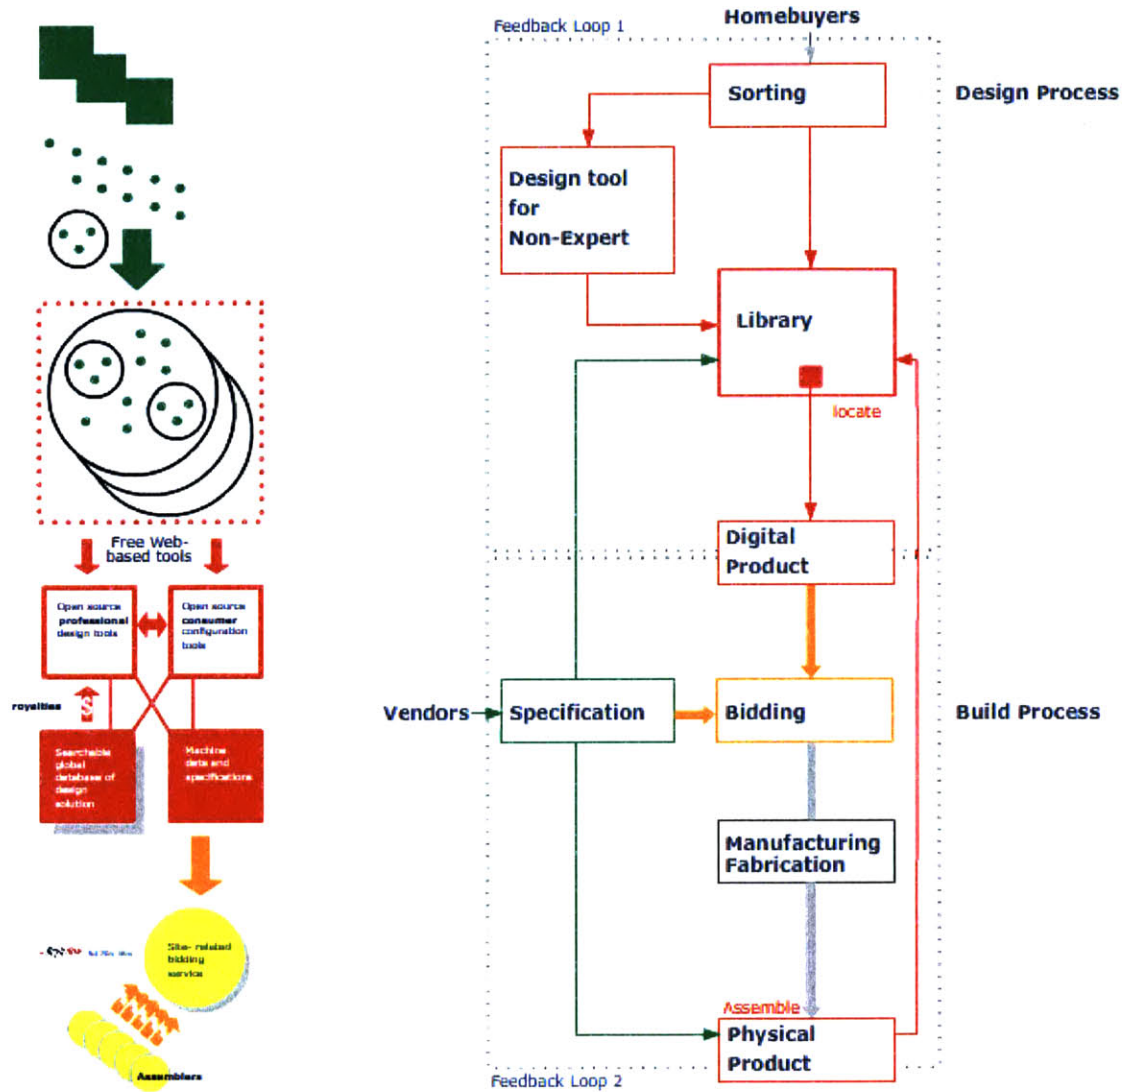 Free Web-
based tools
Open source
professional
design tools
Open source
consumer
configuration
tools
royalties
$
Searchable
global
database of
design
solution
Machine
data and
specifications
Site- related
bidding
service
Assemblers
Feedback Loop 1
Homebuyers
Sorting
Design Process
Design tool
for
Non-Expert
Library
locate
Digital
Product
Vendors
Specification
Bidding
Build Process
Manufacturing
Fabrication
Assemble
Physical
Product
Feedback Loop 2